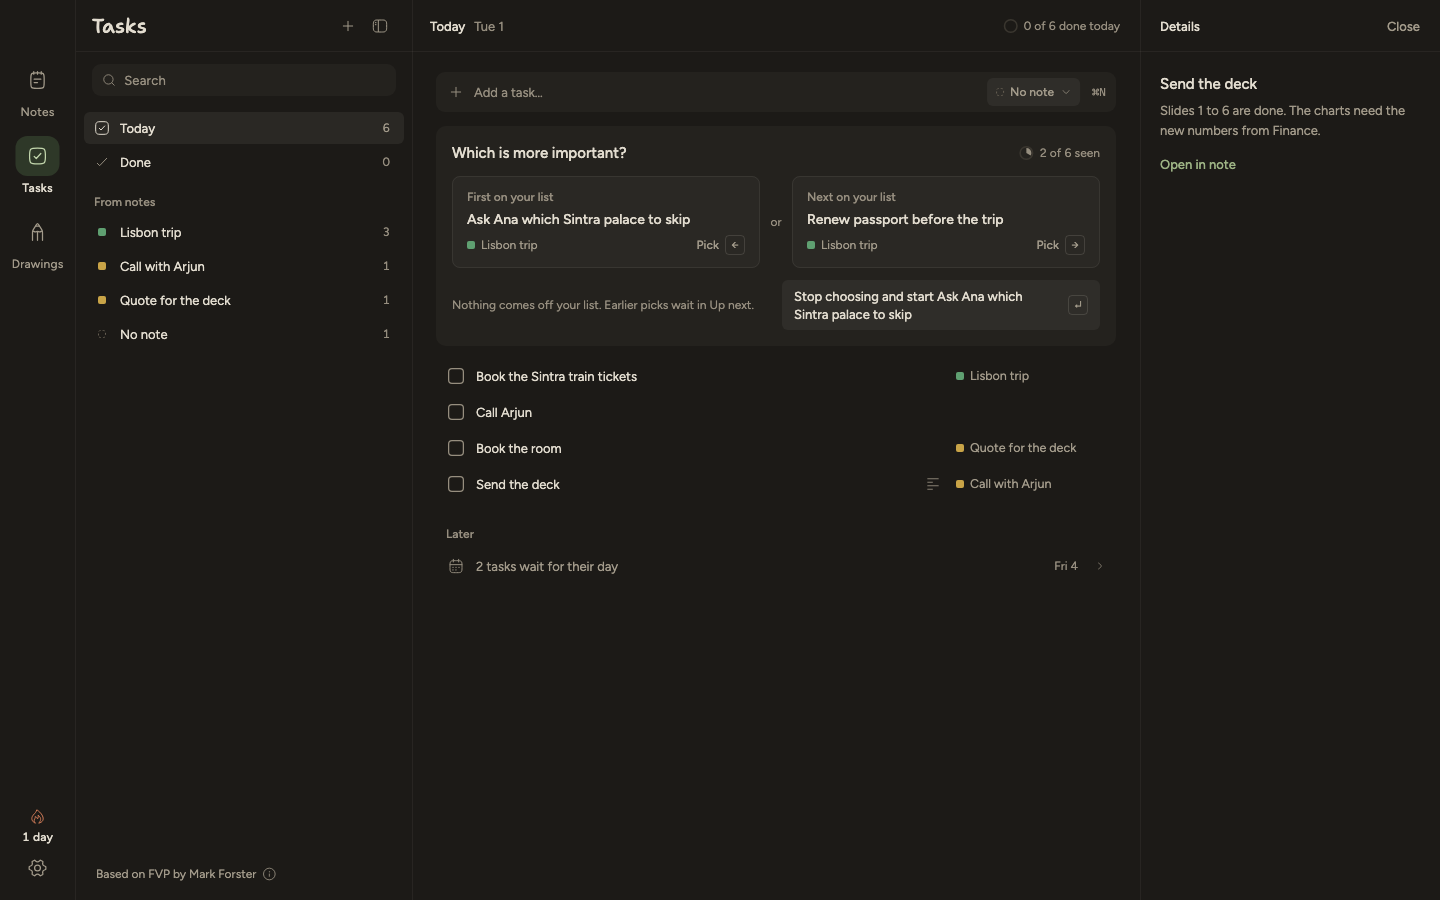 Tasks
Notes
Tasks
Drawings
1 day
Search
Today 6
Done 0
From notes
Lisbon trip 3
Call with Arjun 1
Quote for the deck 1
No note 1
Based on FVP by Mark Forster
Today Tue 1
0 of 6 done today
Add a task...
No note
⌘N
Which is more important?
2 of 6 seen
First on your list
Ask Ana which Sintra palace to skip
Lisbon trip
Pick ←
or
Next on your list
Renew passport before the trip
Lisbon trip
Pick →
Nothing comes off your list. Earlier picks wait in Up next.
Stop choosing and start Ask Ana which
Sintra palace to skip
Book the Sintra train tickets Lisbon trip
Call Arjun
Book the room Quote for the deck
Send the deck Call with Arjun
Later
2 tasks wait for their day Fri 4
Details
Close
Send the deck
Slides 1 to 6 are done. The charts need the
new numbers from Finance.
Open in note